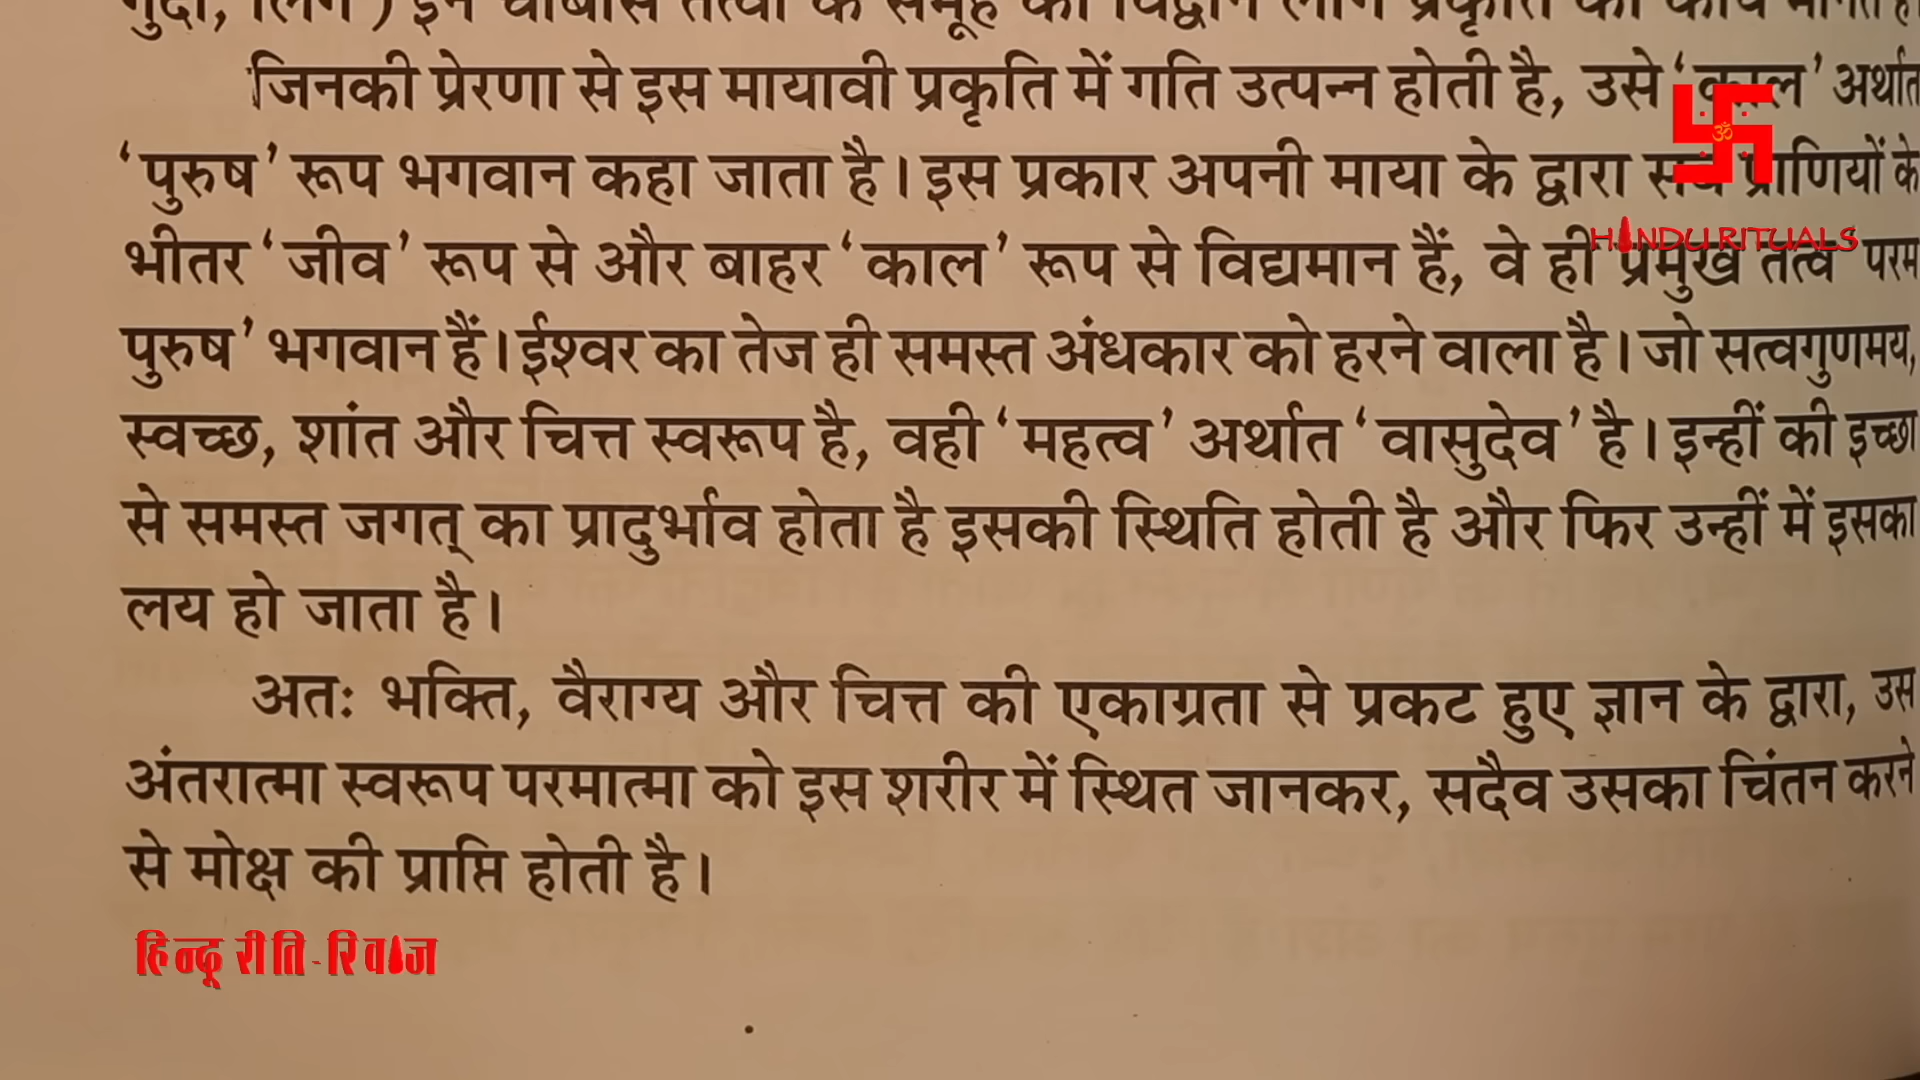 जिनकी प्रेरणा से इस मायावी प्रकृति में गति उत्पन्न होती है, उसे ‘काल’ अर्थात
‘पुरुष’ रूप भगवान कहा जाता है। इस प्रकार अपनी माया के द्वारा प्राणियों के
भीतर ‘जीव’ रूप से और बाहर ‘काल’ रूप से विद्यमान हैं, वे ही प्रमुख तत्व ‘परम
पुरुष’ भगवान हैं। ईश्वर का तेज ही समस्त अंधकार को हरने वाला है। जो सत्वगुणमय,
स्वच्छ, शांत और चित्त स्वरूप है, वही ‘महत्व’ अर्थात ‘वासुदेव’ है। इन्हीं की इच्छा
से समस्त जगत् का प्रादुर्भाव होता है इसकी स्थिति होती है और फिर उन्हीं में इसका
लय हो जाता है।
अतः भक्ति, वैराग्य और चित्त की एकाग्रता से प्रकट हुए ज्ञान के द्वारा, उस
अंतरात्मा स्वरूप परमात्मा को इस शरीर में स्थित जानकर, सदैव उसका चिंतन करने
से मोक्ष की प्राप्ति होती है।
ॐ
HINDU RITUALS
हिन्दू रीति-रिवाज